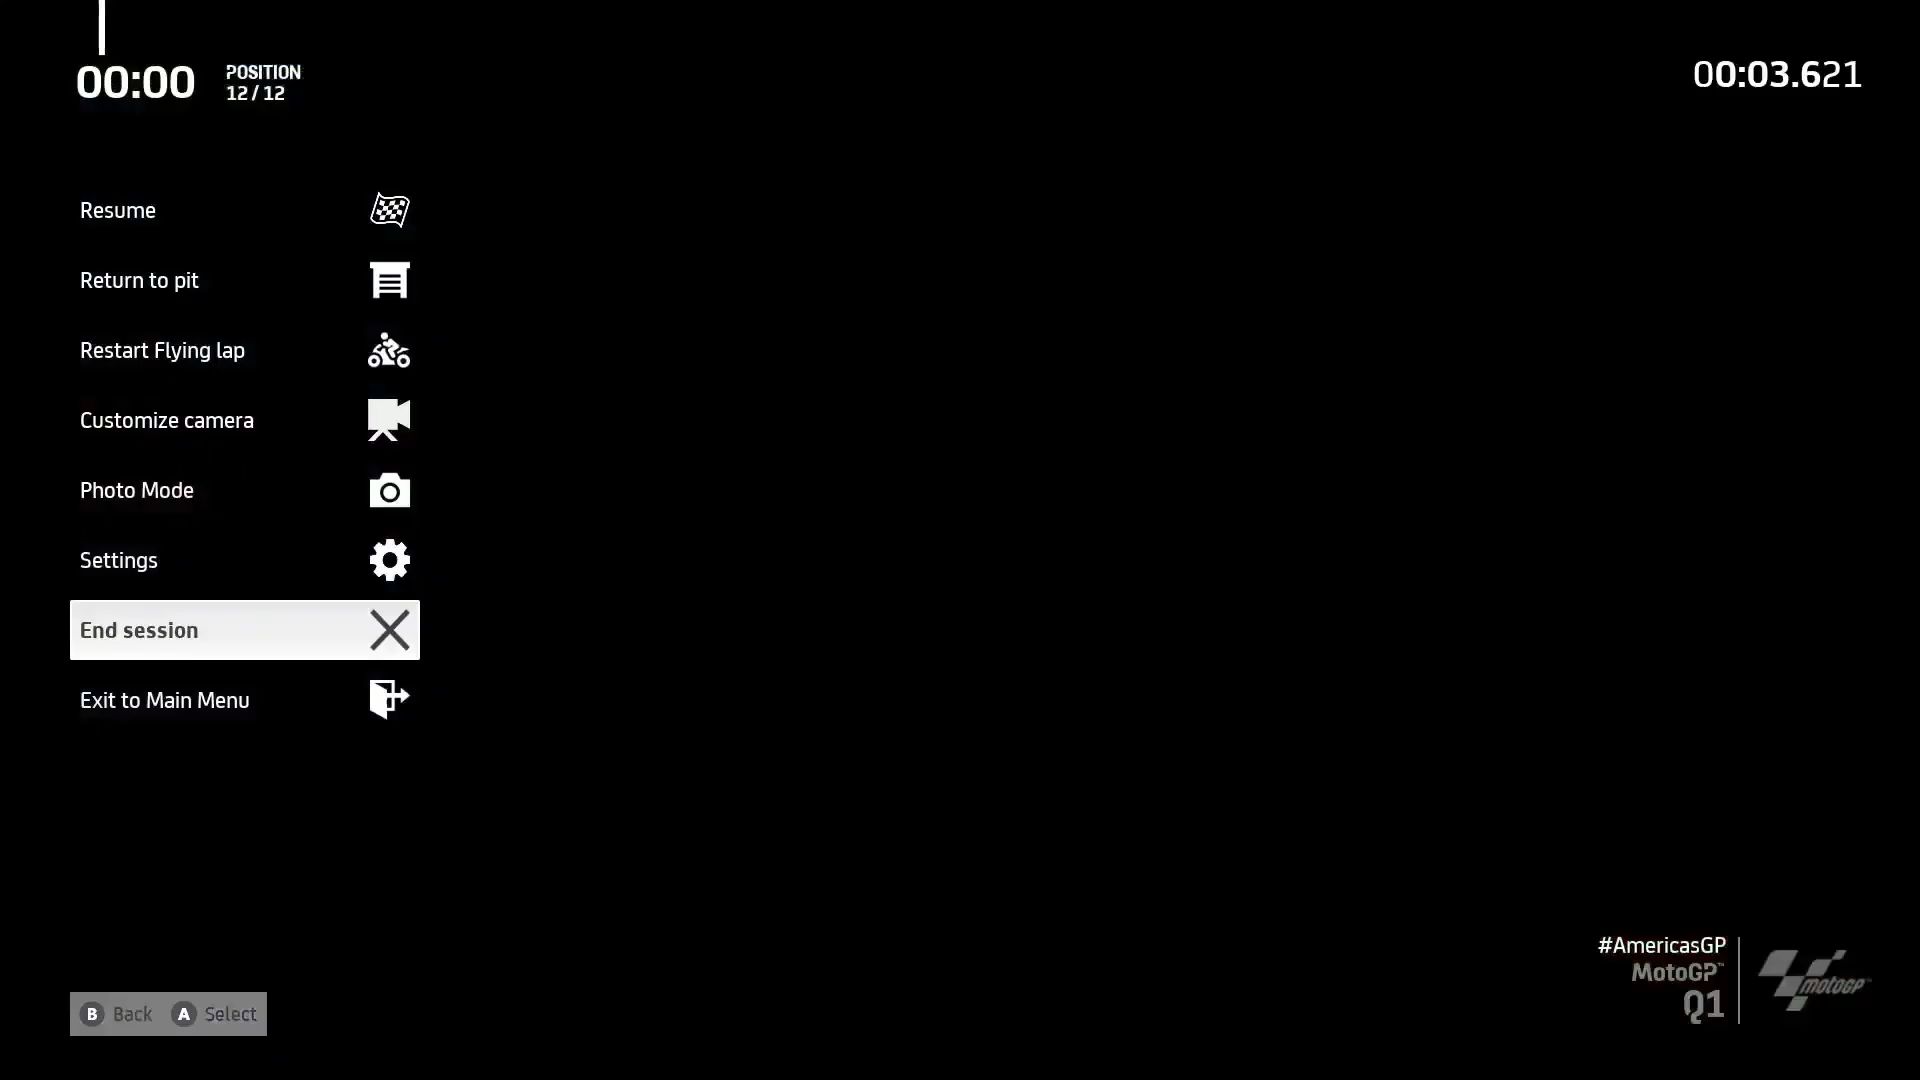 00:00
POSITION
12 / 12
00:03.621
Resume
Return to pit
Restart Flying lap
Customize camera
Photo Mode
Settings
End session
Exit to Main Menu
#AmericasGP
MotoGP™
Q1
motoGP™
B Back A Select